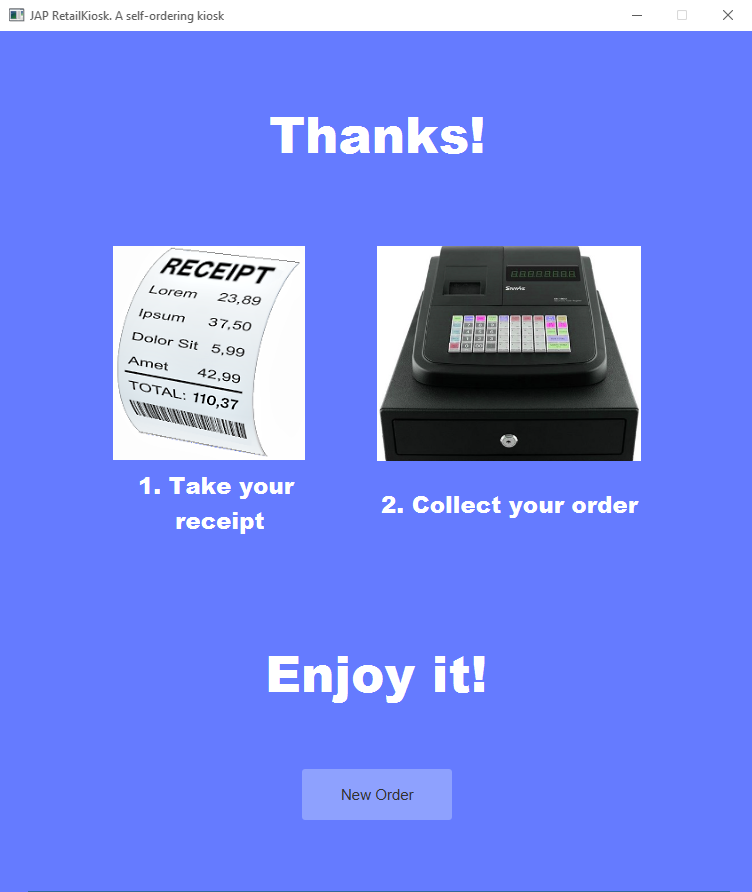 JAP RetailKiosk. A self-ordering kiosk
Thanks!
RECEIPT
Lorem 23,89
Ipsum 37,50
Dolor Sit 5,99
Amet 42,99
TOTAL: 110,37
1. Take your
receipt
2. Collect your order
Enjoy it!
New Order